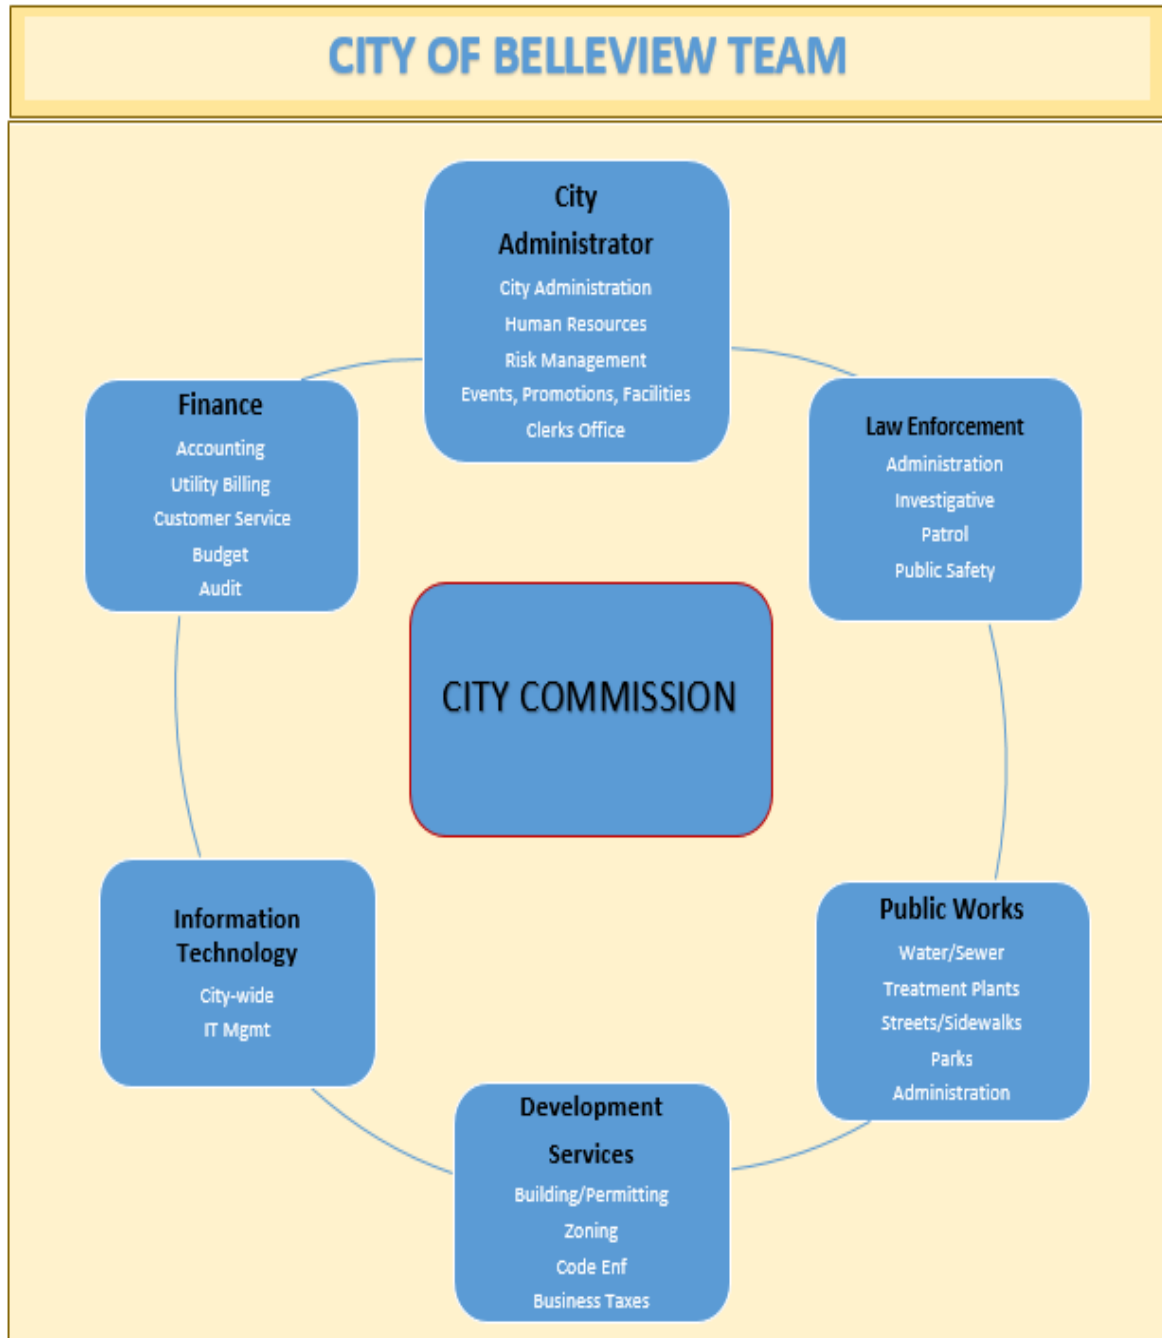 CITY OF BELLEVIEW TEAM
City
Administrator
City Administration
Human Resources
Risk Management
Events, Promotions, Facilities
Clerks Office
Finance
Accounting
Utility Billing
Customer Service
Budget
Audit
Law Enforcement
Administration
Investigative
Patrol
Public Safety
CITY COMMISSION
Information
Technology
City-wide
IT Mgmt
Public Works
Water/Sewer
Treatment Plants
Streets/Sidewalks
Parks
Administration
Development
Services
Building/Permitting
Zoning
Code Enf
Business Taxes